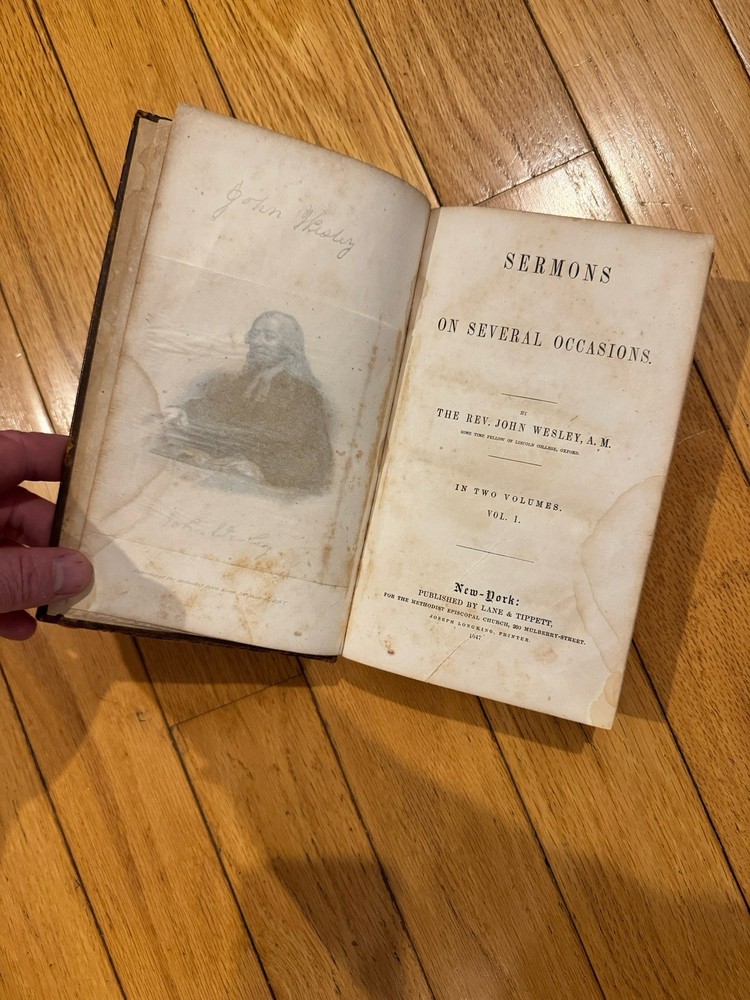 John Wesley
John Wesley
SERMONS
ON SEVERAL OCCASIONS.
BY
THE REV. JOHN WESLEY, A. M.
SOME TIME FELLOW OF LINCOLN COLLEGE, OXFORD.
IN TWO VOLUMES.
VOL. I.
New-York:
PUBLISHED BY LANE & TIPPETT,
FOR THE METHODIST EPISCOPAL CHURCH, 200 MULBERRY-STREET.
JOSEPH LONGKING, PRINTER.
1847